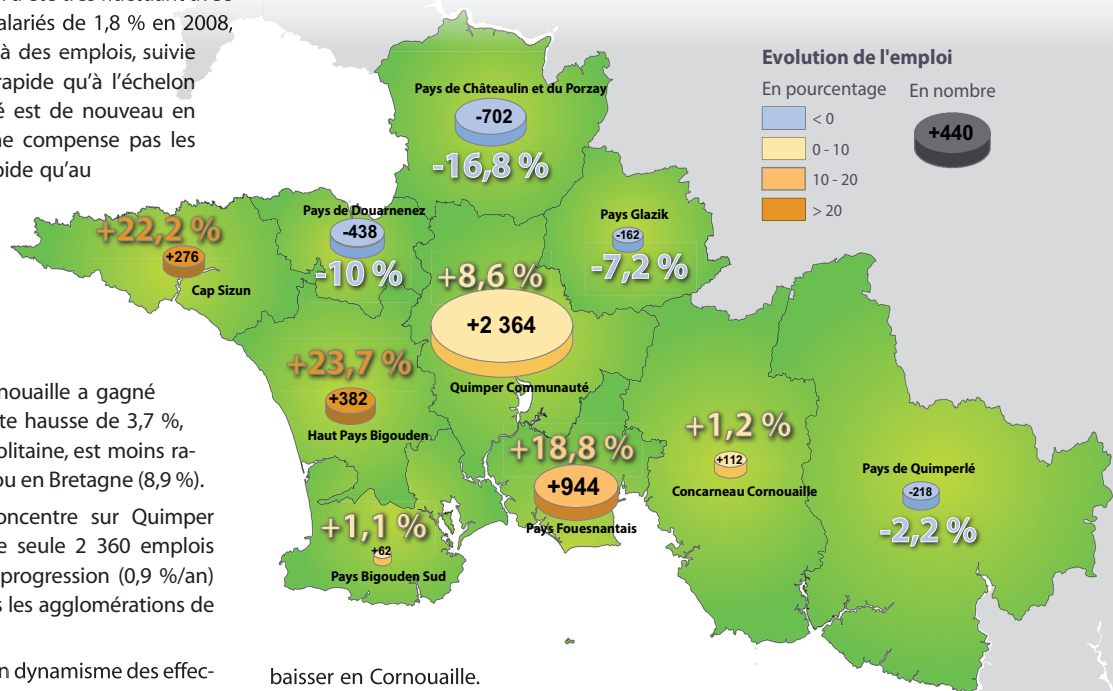 salariés de 1,8 % en 2008,
à des emplois, suivie
rapide qu'à l'échelon
est de nouveau en
ne compense pas les
qu'au
a gagné
hausse de 3,7 %,
est moins ra-
ou en Bretagne (8,9 %).
sur Quimper
seule 2 360 emplois
progression (0,9 %/an)
les agglomérations de
dynamisme des effec-
baisser en Cornouaille.
Evolution de l'emploi
En pourcentage
En nombre
< 0
0 - 10
10 - 20
> 20
+440
Pays de Châteaulin et du Porzay
-702
-16,8 %
Pays de Douarnenez
-438
-10 %
Pays Glazik
-162
-7,2 %
+22,2 %
+276
Cap Sizun
+8,6 %
+2 364
Quimper Communauté
+23,7 %
+382
Haut Pays Bigouden
+18,8 %
+944
Pays Fouesnantais
+1,2 %
+112
Concarneau Cornouaille
Pays de Quimperlé
-218
-2,2 %
+1,1 %
+62
Pays Bigouden Sud